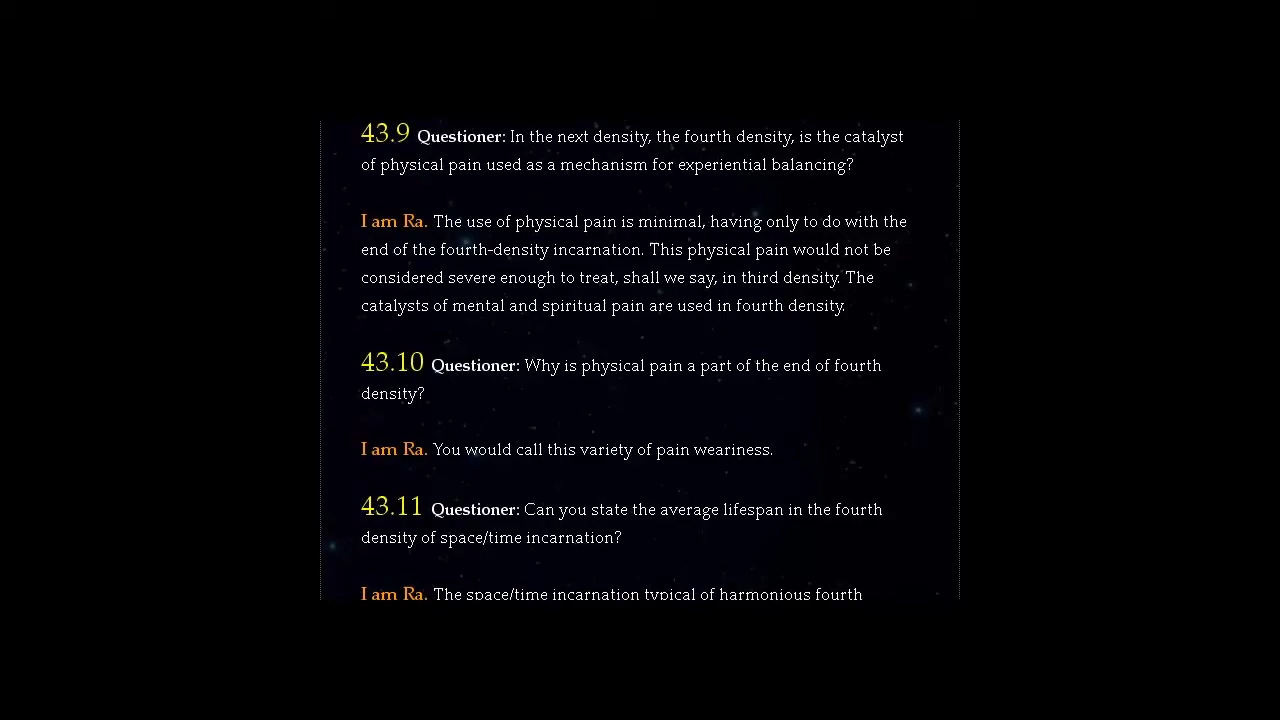 43.9 Questioner: In the next density, the fourth density, is the catalyst
of physical pain used as a mechanism for experiential balancing?
I am Ra. The use of physical pain is minimal, having only to do with the
end of the fourth-density incarnation. This physical pain would not be
considered severe enough to treat, shall we say, in third density. The
catalysts of mental and spiritual pain are used in fourth density.
43.10 Questioner: Why is physical pain a part of the end of fourth
density?
I am Ra. You would call this variety of pain weariness.
43.11 Questioner: Can you state the average lifespan in the fourth
density of space/time incarnation?
I am Ra. The space/time incarnation typical of harmonious fourth